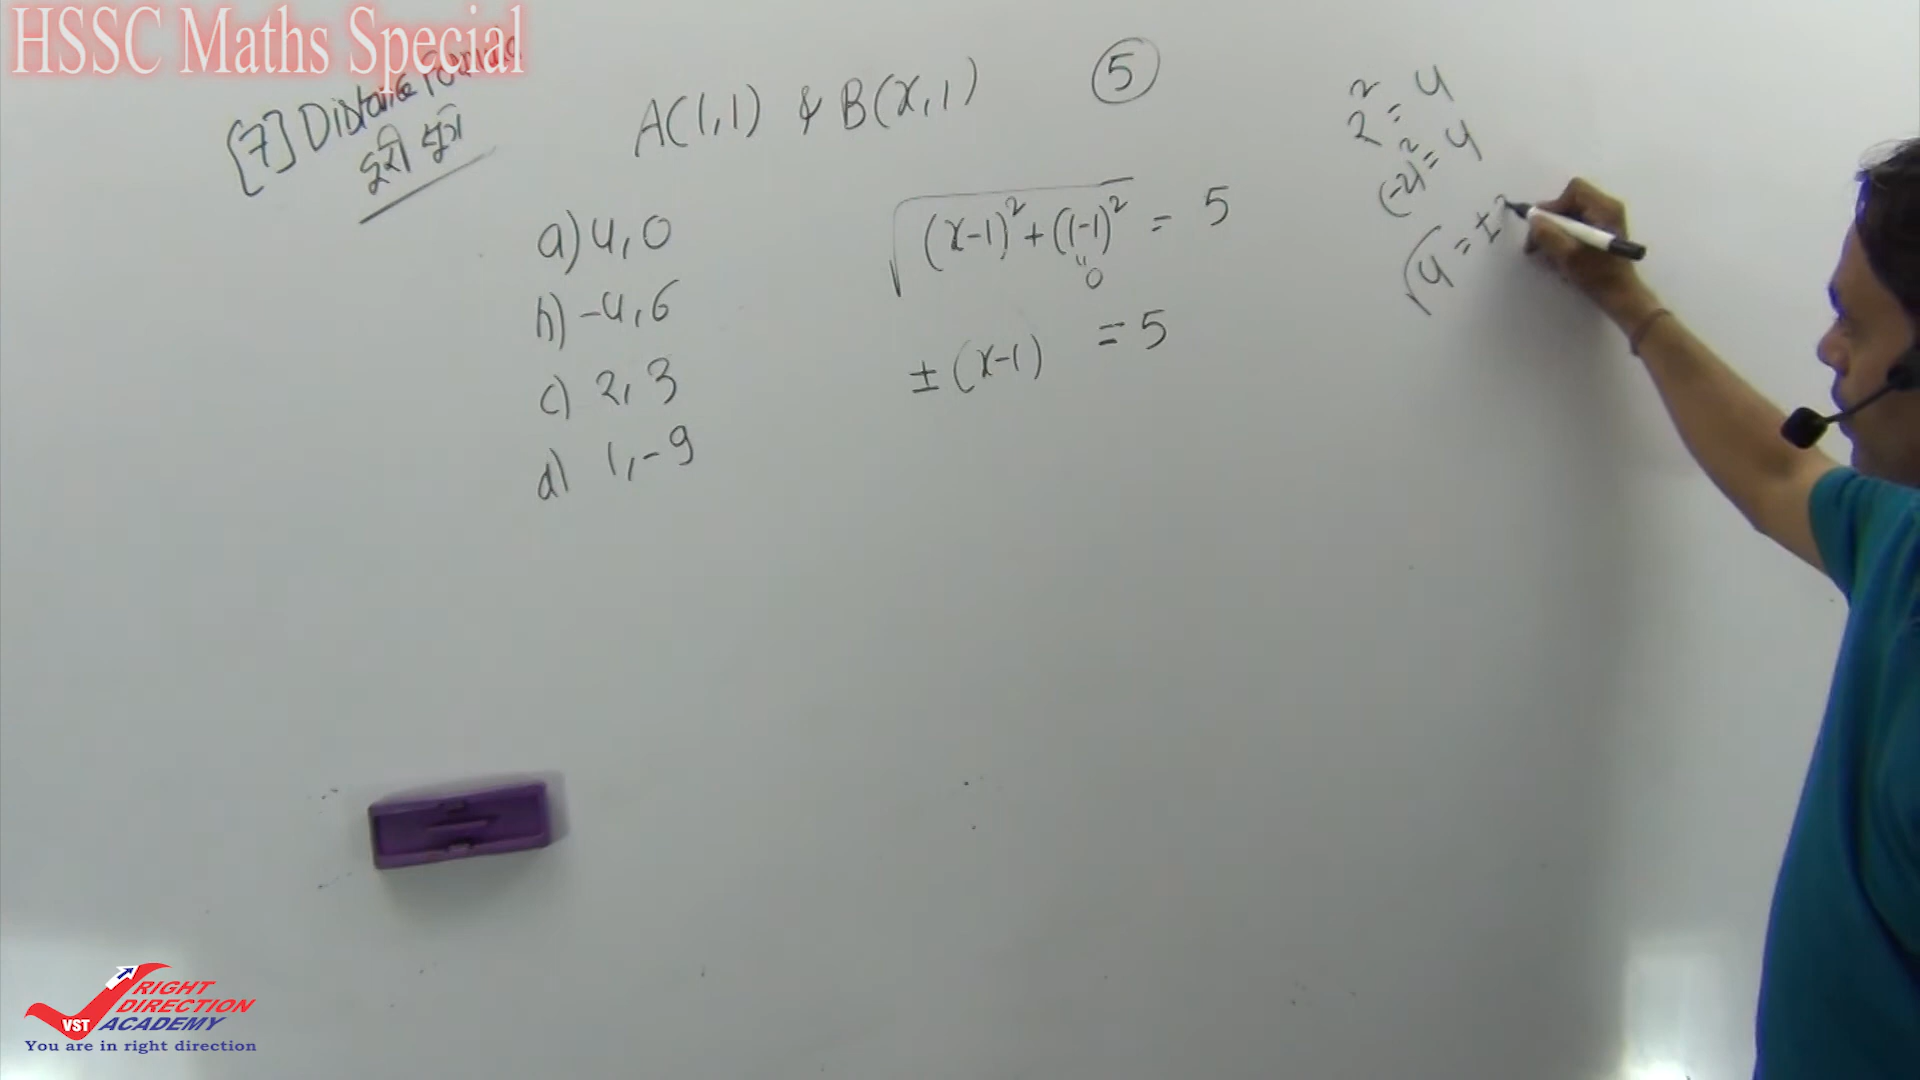 HSSC Maths Special
[7] Distance Formula
दूरी सूत्र
A(1,1) & B(x,1) 5
a) 4,0
b) -4,6
c) 2,3
d) 1,-9
√(x-1)²+(1-1)² = 5
"
0
±(x-1) = 5
2² = 4
(-2)² = 4
√4 = ±2
RIGHT
DIRECTION
VST ACADEMY
You are in right direction